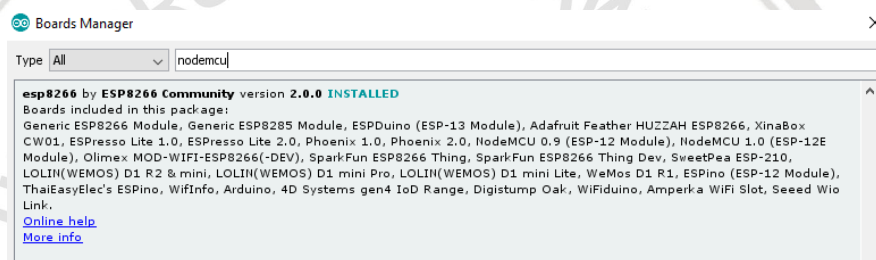 Boards Manager
Type All nodemcu
esp8266 by ESP8266 Community version 2.0.0 INSTALLED
Boards included in this package:
Generic ESP8266 Module, Generic ESP8285 Module, ESPDuino (ESP-13 Module), Adafruit Feather HUZZAH ESP8266, XinaBox
CW01, ESPresso Lite 1.0, ESPresso Lite 2.0, Phoenix 1.0, Phoenix 2.0, NodeMCU 0.9 (ESP-12 Module), NodeMCU 1.0 (ESP-12E
Module), Olimex MOD-WIFI-ESP8266(-DEV), SparkFun ESP8266 Thing, SparkFun ESP8266 Thing Dev, SweetPea ESP-210,
LOLIN(WEMOS) D1 R2 & mini, LOLIN(WEMOS) D1 mini Pro, LOLIN(WEMOS) D1 mini Lite, WeMos D1 R1, ESPino (ESP-12 Module),
ThaiEasyElec's ESPino, WifInfo, Arduino, 4D Systems gen4 IoD Range, Digistump Oak, WiFiduino, Amperka WiFi Slot, Seeed Wio
Link.
Online help
More info